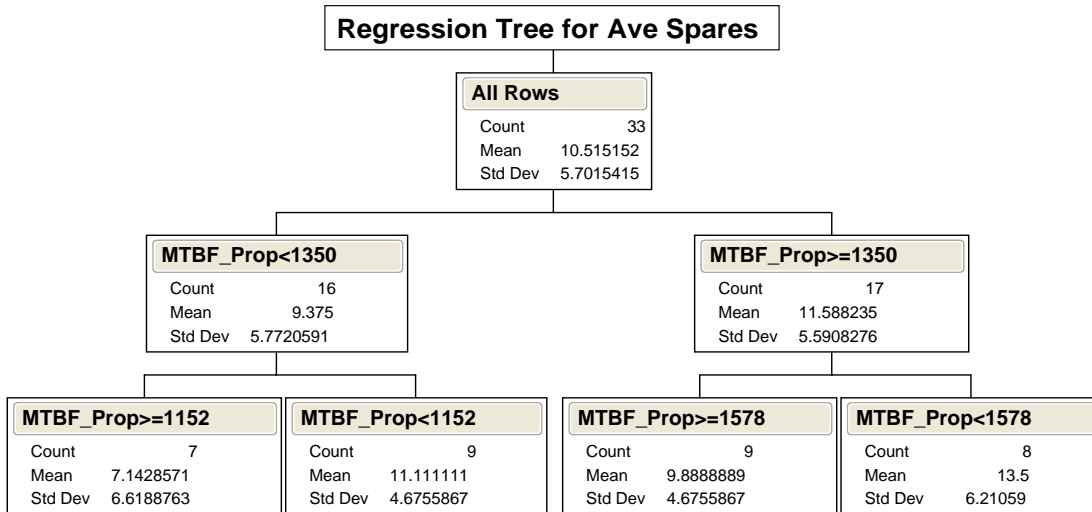 Regression Tree for Ave Spares
All Rows
Count 33
Mean 10.515152
Std Dev 5.7015415
MTBF_Prop<1350
Count 16
Mean 9.375
Std Dev 5.7720591
MTBF_Prop>=1350
Count 17
Mean 11.588235
Std Dev 5.5908276
MTBF_Prop>=1152
Count 7
Mean 7.1428571
Std Dev 6.6188763
MTBF_Prop<1152
Count 9
Mean 11.111111
Std Dev 4.6755867
MTBF_Prop>=1578
Count 9
Mean 9.8888889
Std Dev 4.6755867
MTBF_Prop<1578
Count 8
Mean 13.5
Std Dev 6.21059